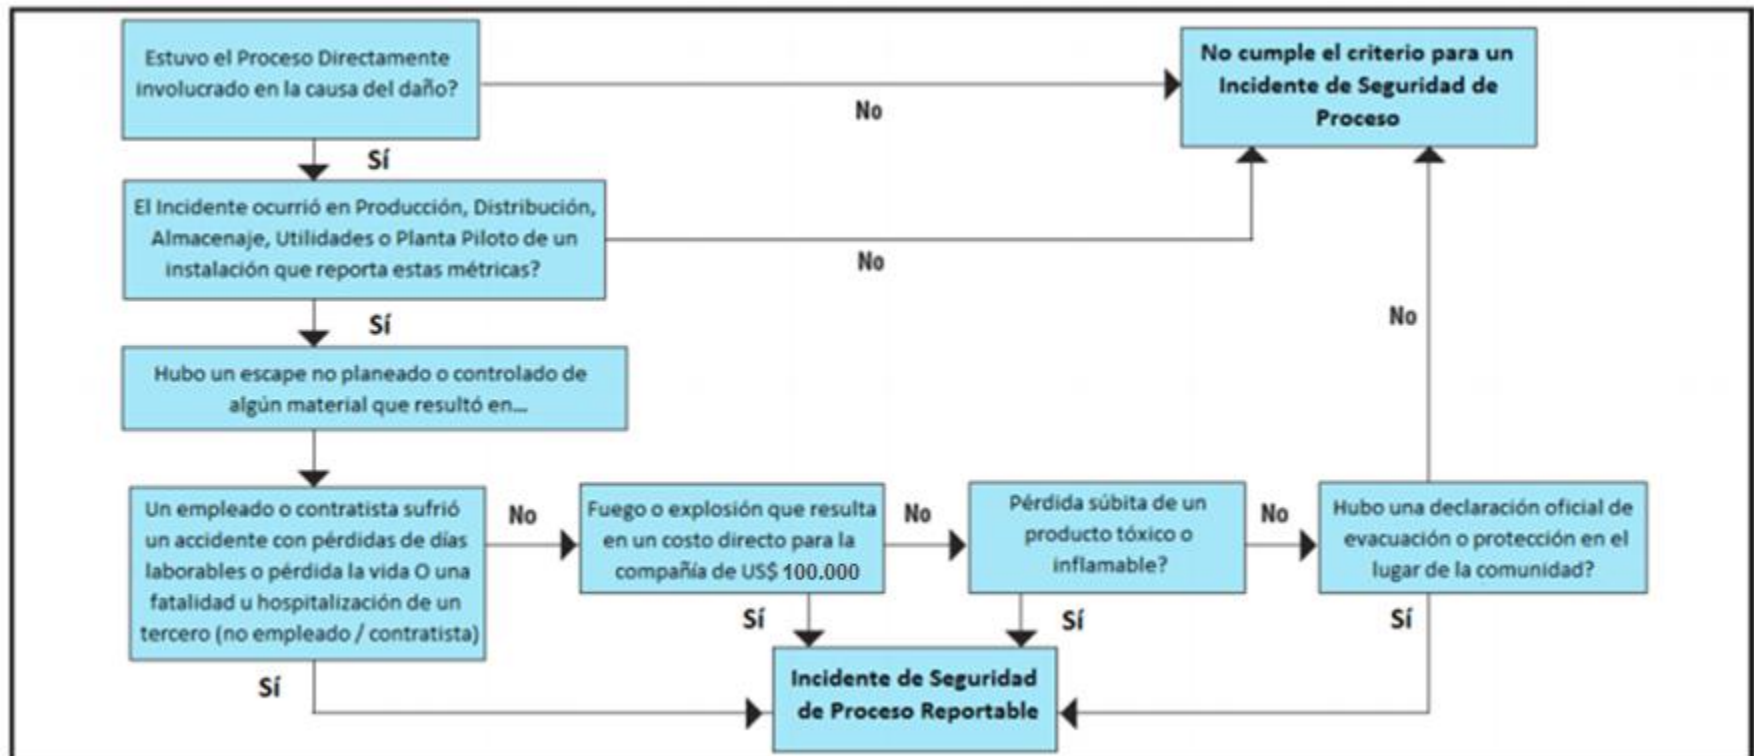 Estuvo el Proceso Directamente
involucrado en la causa del daño?
No
No cumple el criterio para un
Incidente de Seguridad de
Proceso
Sí
El Incidente ocurrió en Producción, Distribución,
Almacenaje, Utilidades o Planta Piloto de un
instalación que reporta estas métricas?
No
No
Sí
Hubo un escape no planeado o controlado de
algún material que resultó en...
Un empleado o contratista sufrió
un accidente con pérdidas de días
laborables o pérdida la vida O una
fatalidad u hospitalización de un
tercero (no empleado / contratista)
No
Fuego o explosión que resulta
en un costo directo para la
compañía de US$ 100.000
No
Pérdida súbita de un
producto tóxico o
inflamable?
No
Hubo una declaración oficial de
evacuación o protección en el
lugar de la comunidad?
Sí
Sí
Sí
Sí
Incidente de Seguridad
de Proceso Reportable